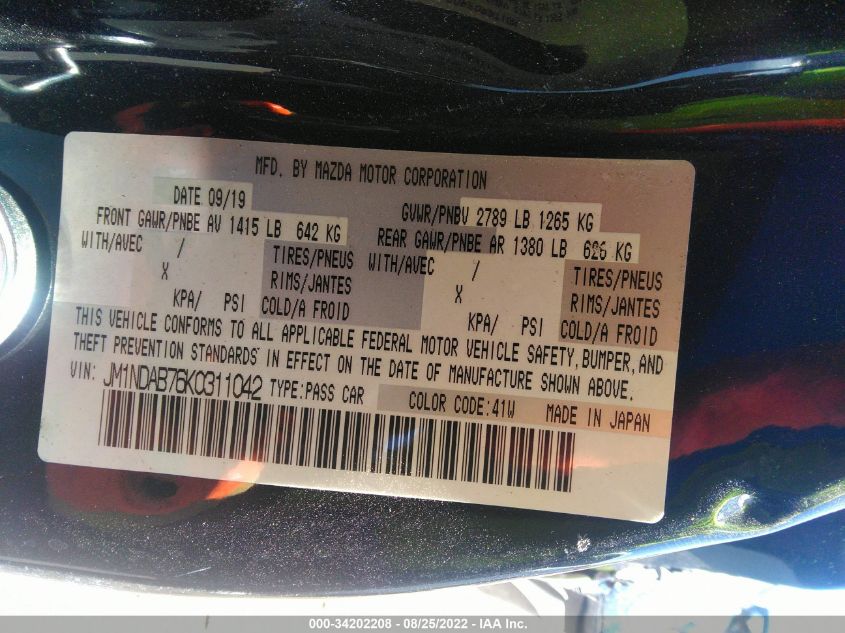 MFD. BY MAZDA MOTOR CORPORATION
DATE 09/19
GVWR/PNBV 2789 LB 1265 KG
FRONT GAWR/PNBE AV 1415 LB 642 KG
REAR GAWR/PNBE AR 1380 LB 626 KG
WITH/AVEC / TIRES/PNEUS
WITH/AVEC / TIRES/PNEUS
X RIMS/JANTES
X RIMS/JANTES
KPA/ PSI COLD/A FROID
KPA/ PSI COLD/A FROID
THIS VEHICLE CONFORMS TO ALL APPLICABLE FEDERAL MOTOR VEHICLE SAFETY, BUMPER, AND
THEFT PREVENTION STANDARDS IN EFFECT ON THE DATE OF MANUFACTURE SHOWN ABOVE.
VIN: JM1NDAB76K0311042 TYPE:PASS CAR
COLOR CODE:41W MADE IN JAPAN
000-34202208 - 08/25/2022 - IAA Inc.